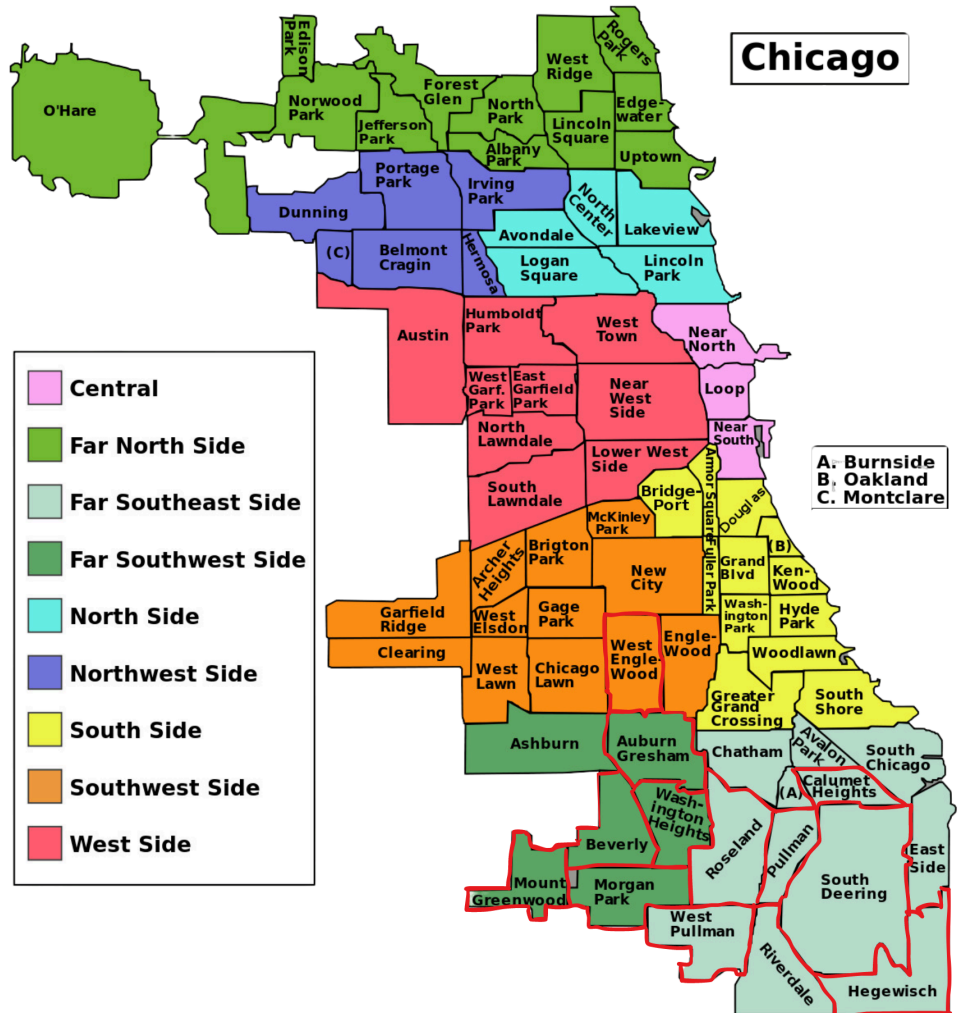 Chicago
Edison
Park
Rogers
Park
West
Ridge
O'Hare
Norwood
Park
Forest
Glen
North
Park
Edge-
water
Jefferson
Park
Lincoln
Square
Albany
Park
Uptown
Portage
Park
Irving
Park
North
Center
Dunning
Lakeview
Avondale
(C)
Belmont
Cragin
Hermosa
Logan
Square
Lincoln
Park
Austin
Humboldt
Park
West
Town
Near
North
West
Garf.
Park
East
Garfield
Park
Near
West
Side
Loop
North
Lawndale
Near
South
Lower West
Side
South
Lawndale
Bridge-
Port
Armor Square
Douglas
McKinley
Park
Archer
Heights
Brigton
Park
New
City
Fuller Park
Grand
Blvd
(B)
Ken-
Wood
Garfield
Ridge
West
Elsdon
Gage
Park
Wash-
ington
Park
Hyde
Park
Clearing
West
Lawn
Chicago
Lawn
West
Engle-
Wood
Engle-
Wood
Woodlawn
Greater
Grand
Crossing
South
Shore
Ashburn
Auburn
Gresham
Chatham
Avalon
Park
South
Chicago
(A)
Calumet
Heights
Wash-
ington
Heights
Beverly
Roseland
Pullman
South
Deering
East
Side
Mount
Greenwood
Morgan
Park
West
Pullman
Riverdale
Hegewisch
Central
Far North Side
Far Southeast Side
Far Southwest Side
North Side
Northwest Side
South Side
Southwest Side
West Side
A. Burnside
B. Oakland
C. Montclare